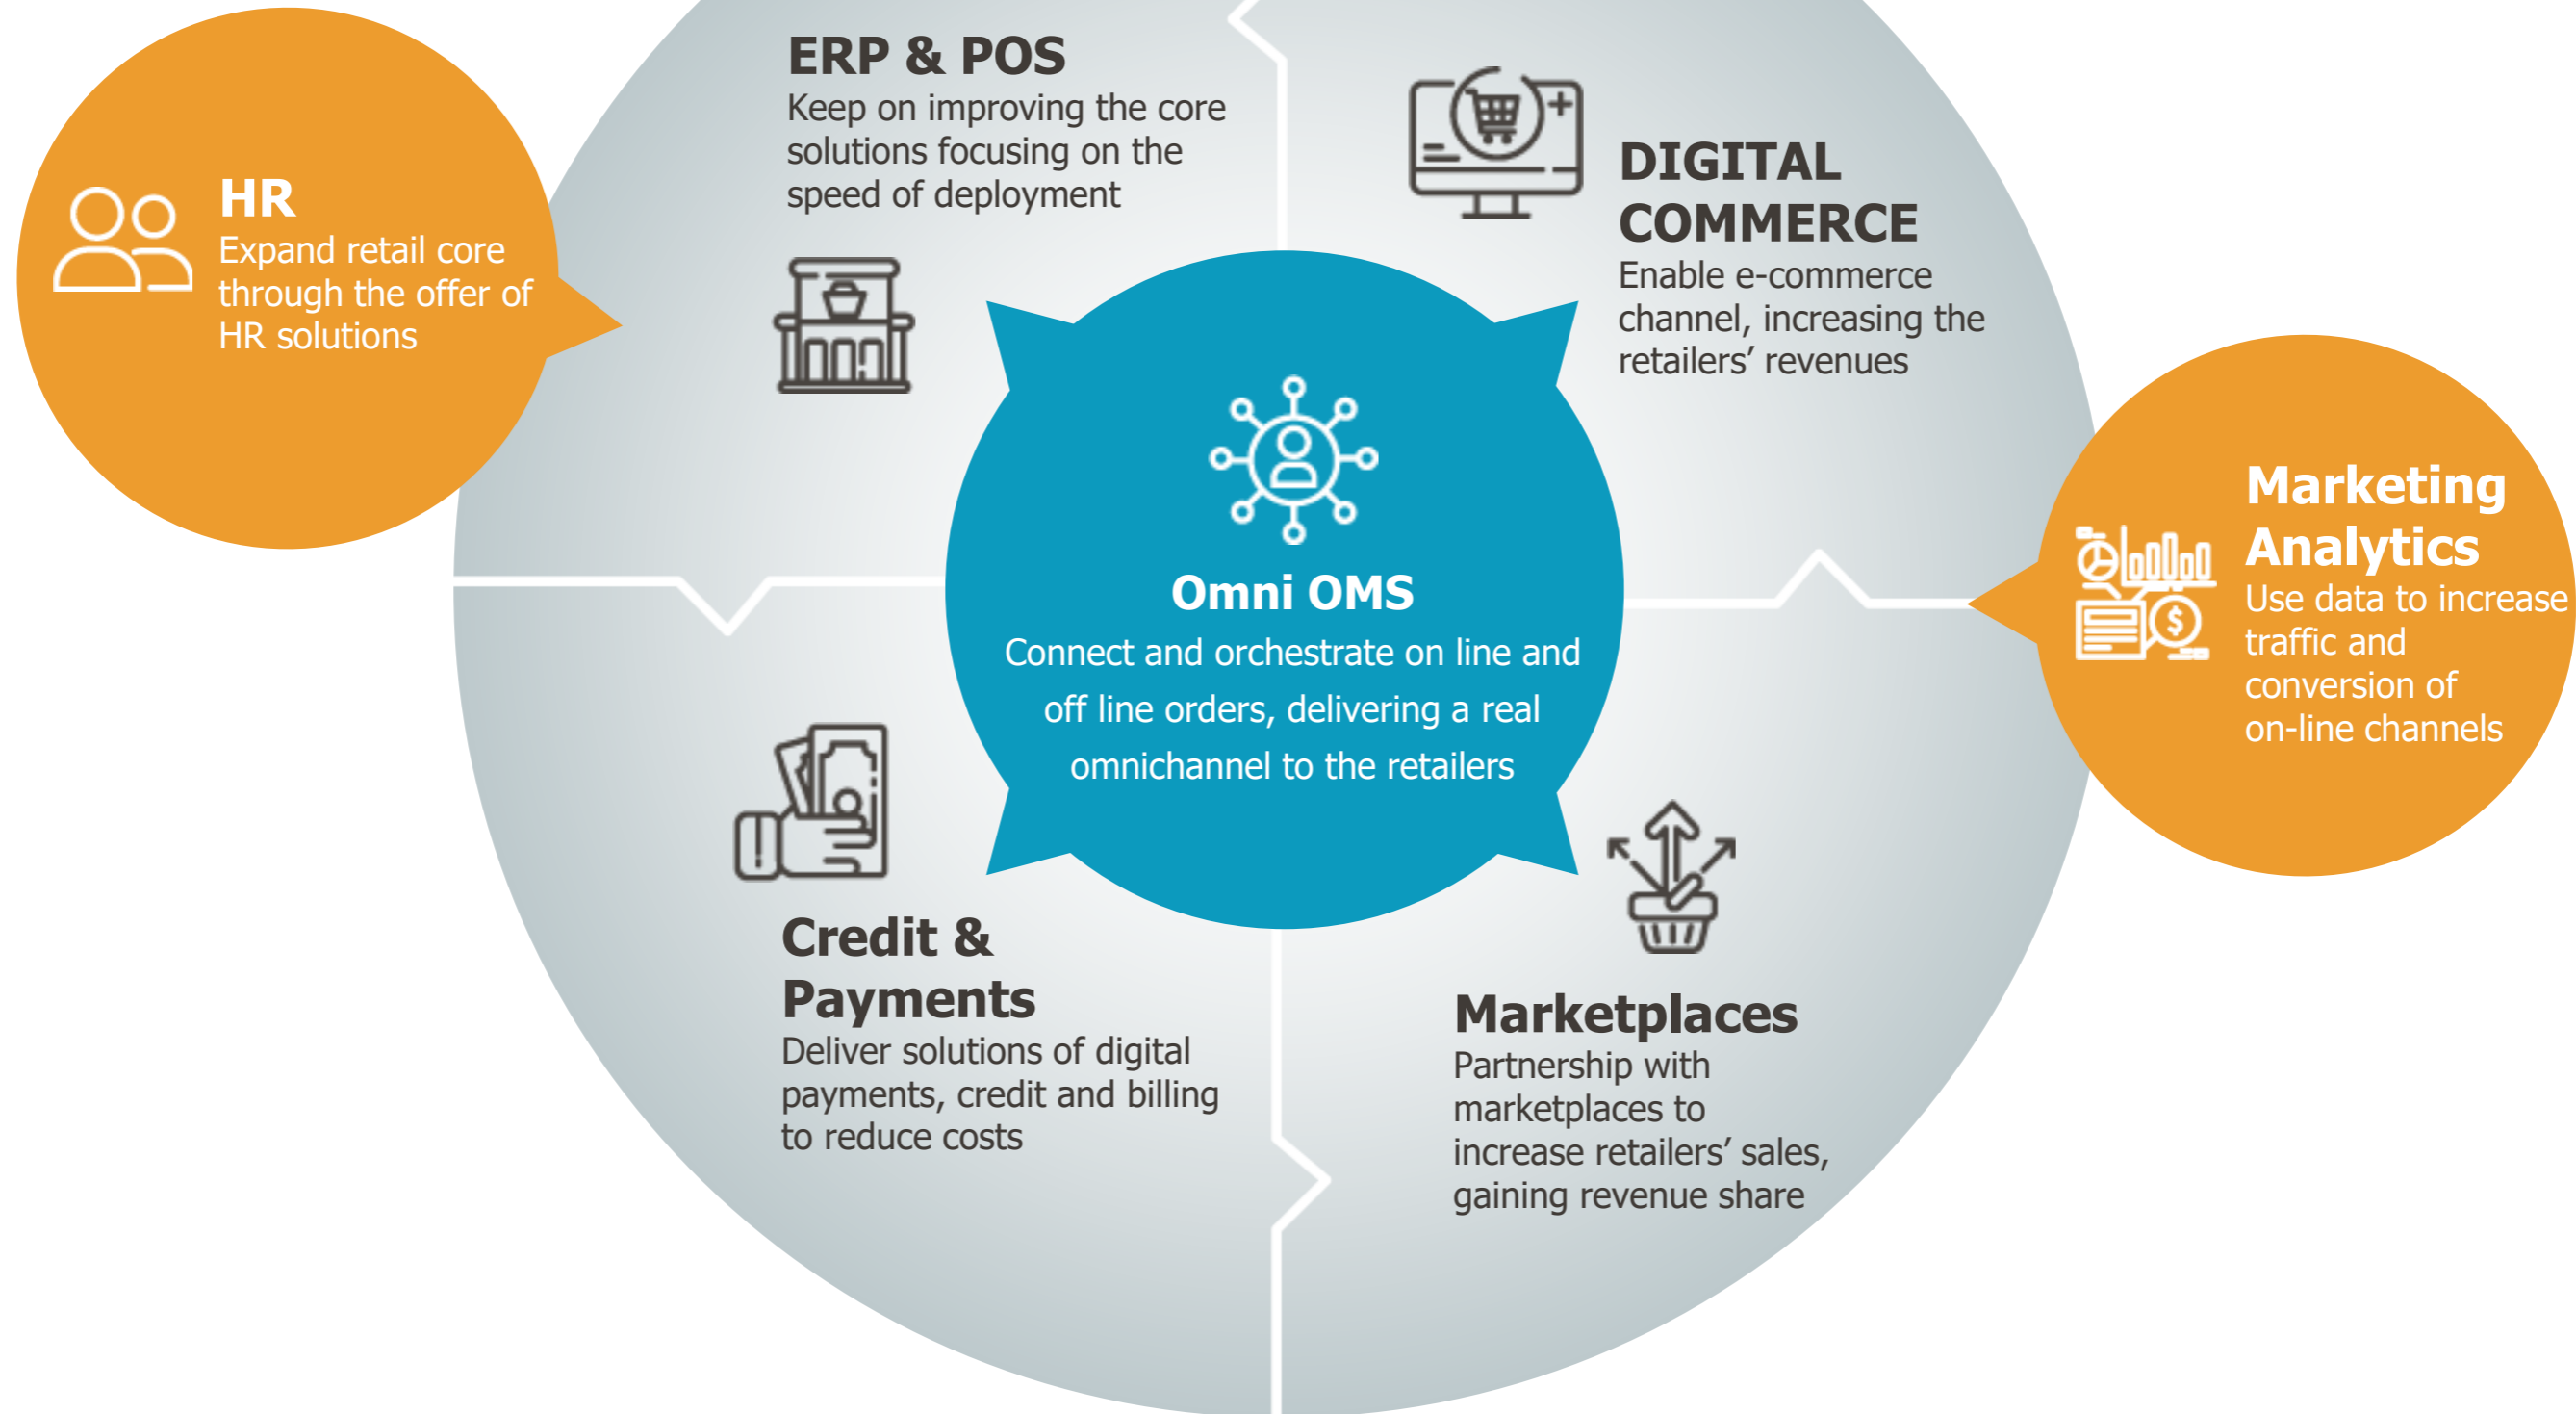 ERP & POS
Keep on improving the core
solutions focusing on the
speed of deployment
HR
Expand retail core
through the offer of
HR solutions
DIGITAL
COMMERCE
Enable e-commerce
channel, increasing the
retailers’ revenues
Omni OMS
Connect and orchestrate on line and
off line orders, delivering a real
omnichannel to the retailers
Marketing
Analytics
Use data to increase
traffic and
conversion of
on-line channels
Credit &
Payments
Deliver solutions of digital
payments, credit and billing
to reduce costs
Marketplaces
Partnership with
marketplaces to
increase retailers’ sales,
gaining revenue share